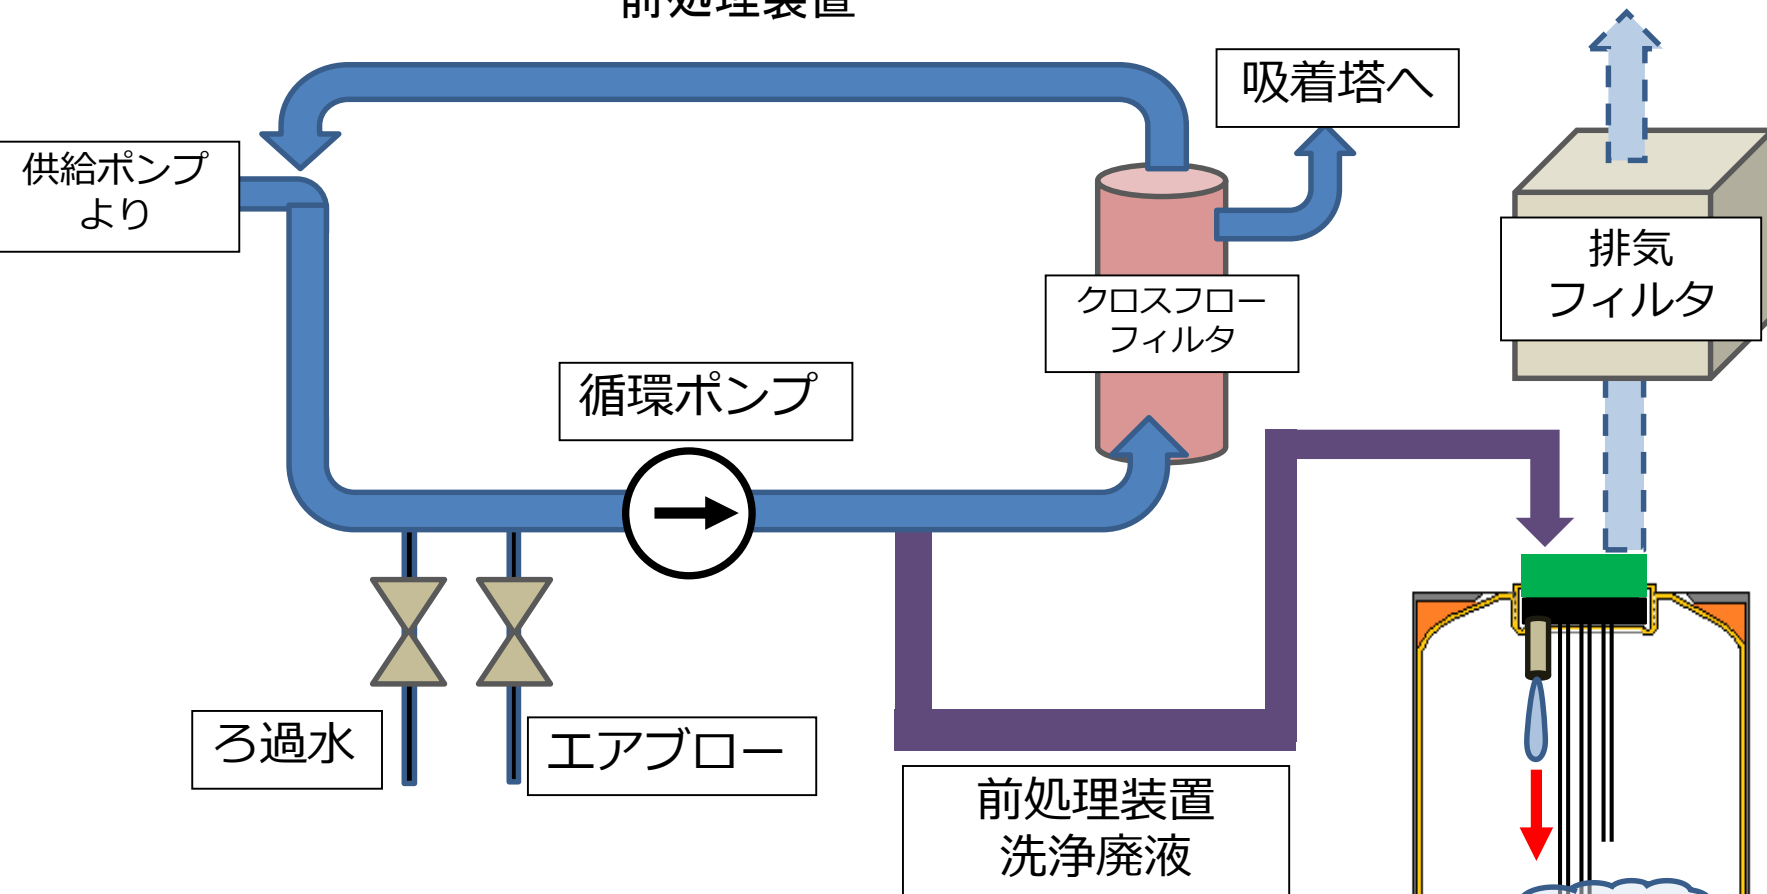 前処理装置
吸着塔へ
供給ポンプ
より
排気
フィルタ
クロスフロー
フィルタ
循環ポンプ
ろ過水
エアブロー
前処理装置
洗浄廃液